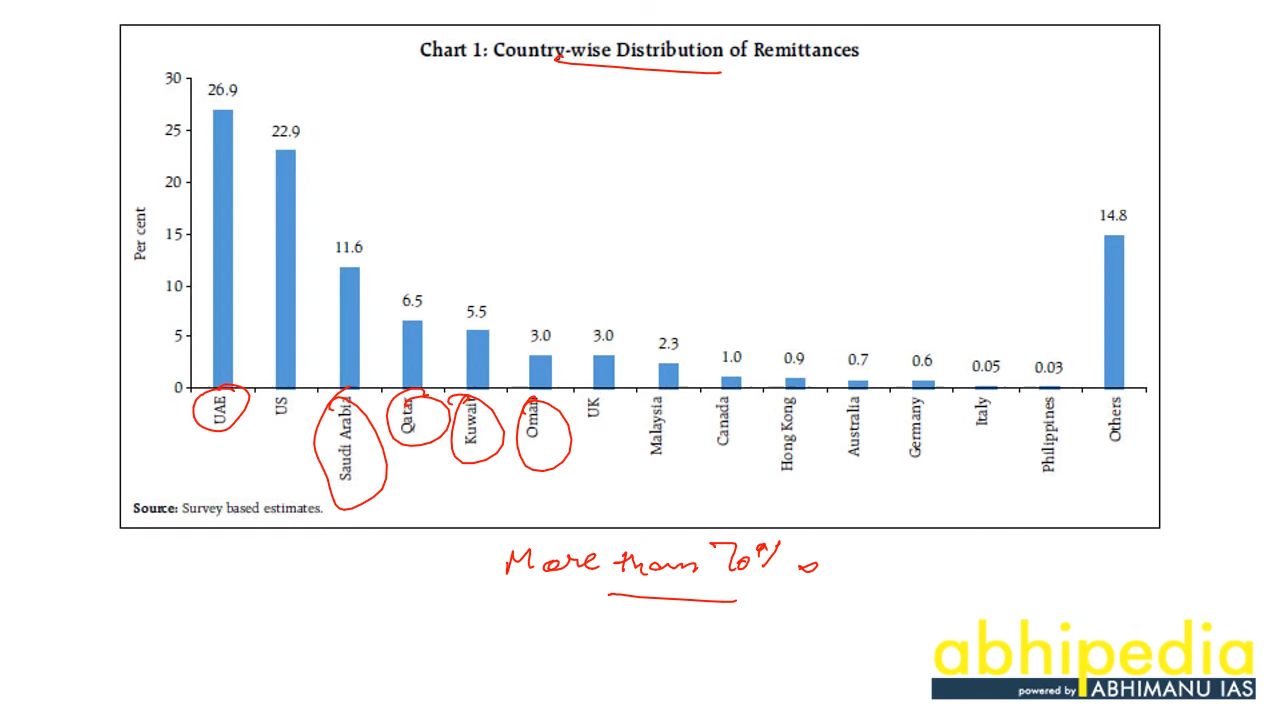 Chart 1: Country-wise Distribution of Remittances
Per cent
30
25
20
15
10
5
0
26.9
22.9
11.6
6.5
5.5
3.0
3.0
2.3
1.0
0.9
0.7
0.6
0.05
0.03
14.8
UAE
US
Saudi Arabia
Qatar
Kuwait
Oman
UK
Malaysia
Canada
Hong Kong
Australia
Germany
Italy
Philippines
Others
Source: Survey based estimates.
More than 70%
abhipedia
powered by ABHIMANU IAS